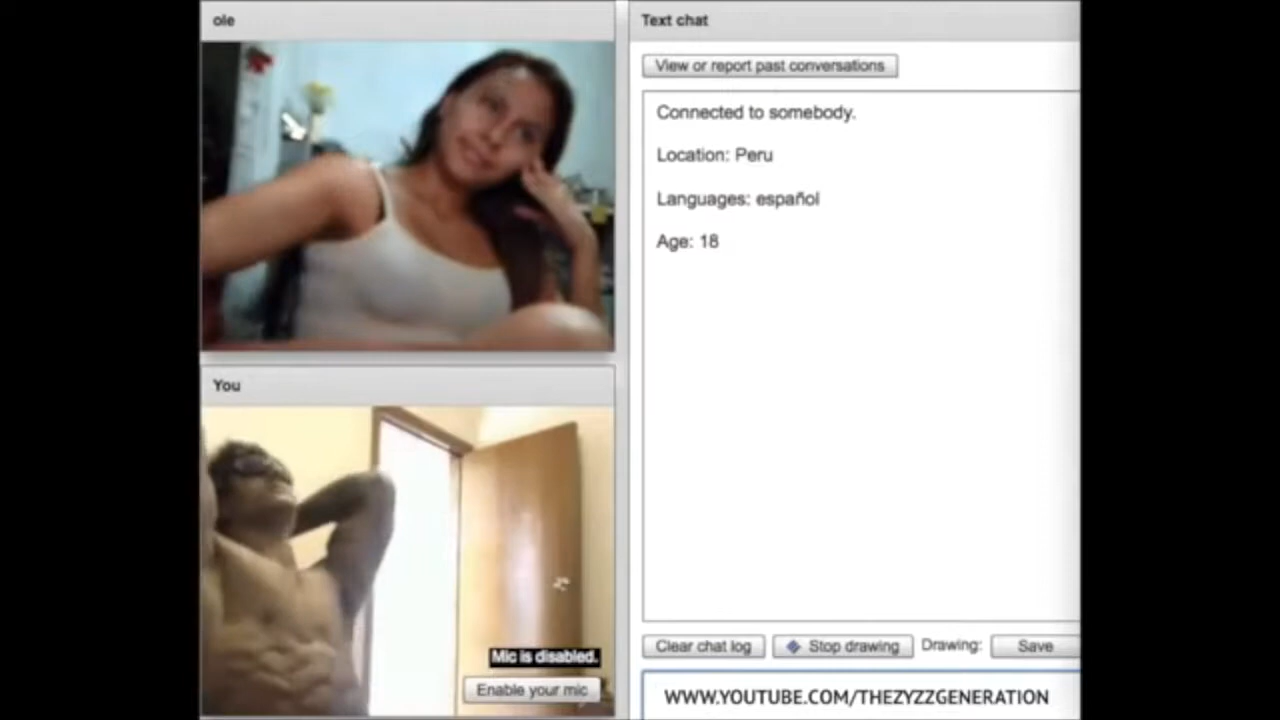 ole
Text chat
View or report past conversations
Connected to somebody.
Location: Peru
Languages: español
Age: 18
You
Mic is disabled.
Enable your mic
Clear chat log
Stop drawing
Drawing:
Save
WWW.YOUTUBE.COM/THEZYZZGENERATION